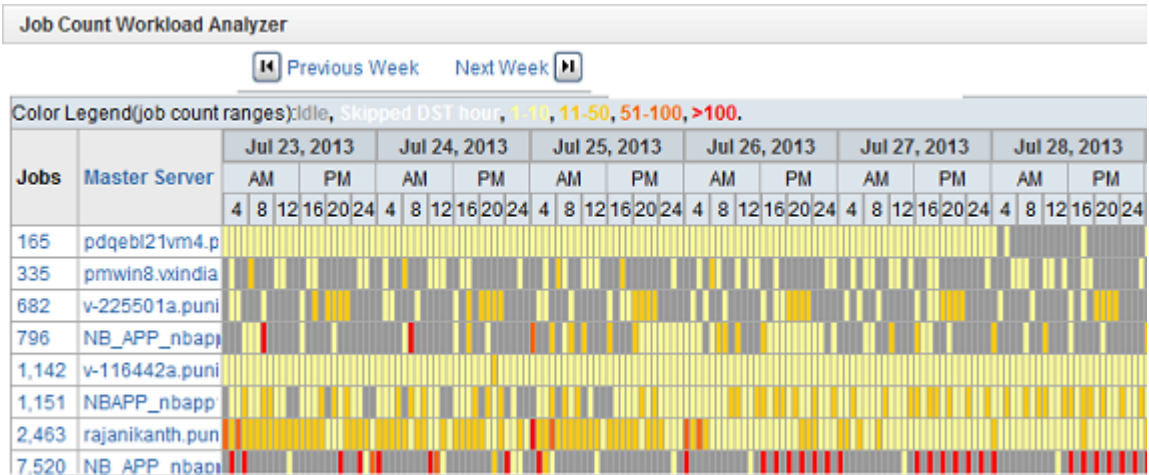 Job Count Workload Analyzer
Previous Week Next Week
Color Legend(job count ranges):Idle, Skipped DST hour, 1-10, 11-50, 51-100, >100.
Jul 23, 2013 Jul 24, 2013 Jul 25, 2013 Jul 26, 2013 Jul 27, 2013 Jul 28, 2013
Jobs Master Server AM PM AM PM AM PM AM PM AM PM AM PM
4 8 12 16 20 24 4 8 12 16 20 24 4 8 12 16 20 24 4 8 12 16 20 24 4 8 12 16 20 24 4 8 12 16 20 24
165 pdqebl21vm4.p
335 pmwin8.vxindia
682 v-225501a.puni
796 NB_APP_nbapp
1,142 v-116442a.puni
1,151 NBAPP_nbapp
2,463 rajanikanth.pun
7,520 NB_APP_nbapp